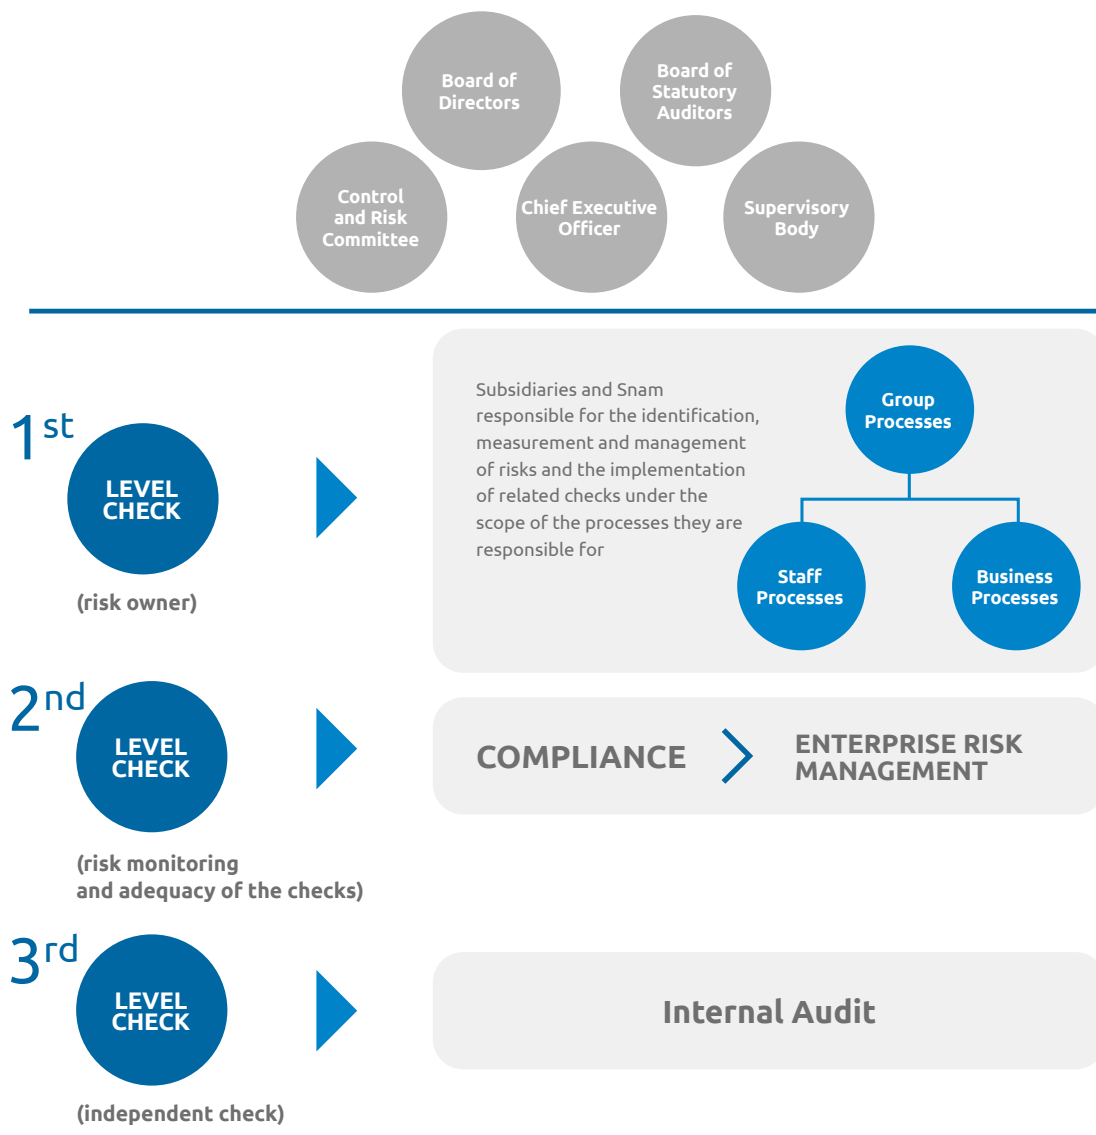 Board of
Directors
Board of
Statutory
Auditors
Control
and Risk
Committee
Chief Executive
Officer
Supervisory
Body
1st
LEVEL
CHECK
(risk owner)
Subsidiaries and Snam
responsible for the identification,
measurement and management
of risks and the implementation
of related checks under the
scope of the processes they are
responsible for
Group
Processes
Staff
Processes
Business
Processes
2nd
LEVEL
CHECK
(risk monitoring
and adequacy of the checks)
COMPLIANCE
ENTERPRISE RISK
MANAGEMENT
3rd
LEVEL
CHECK
(independent check)
Internal Audit